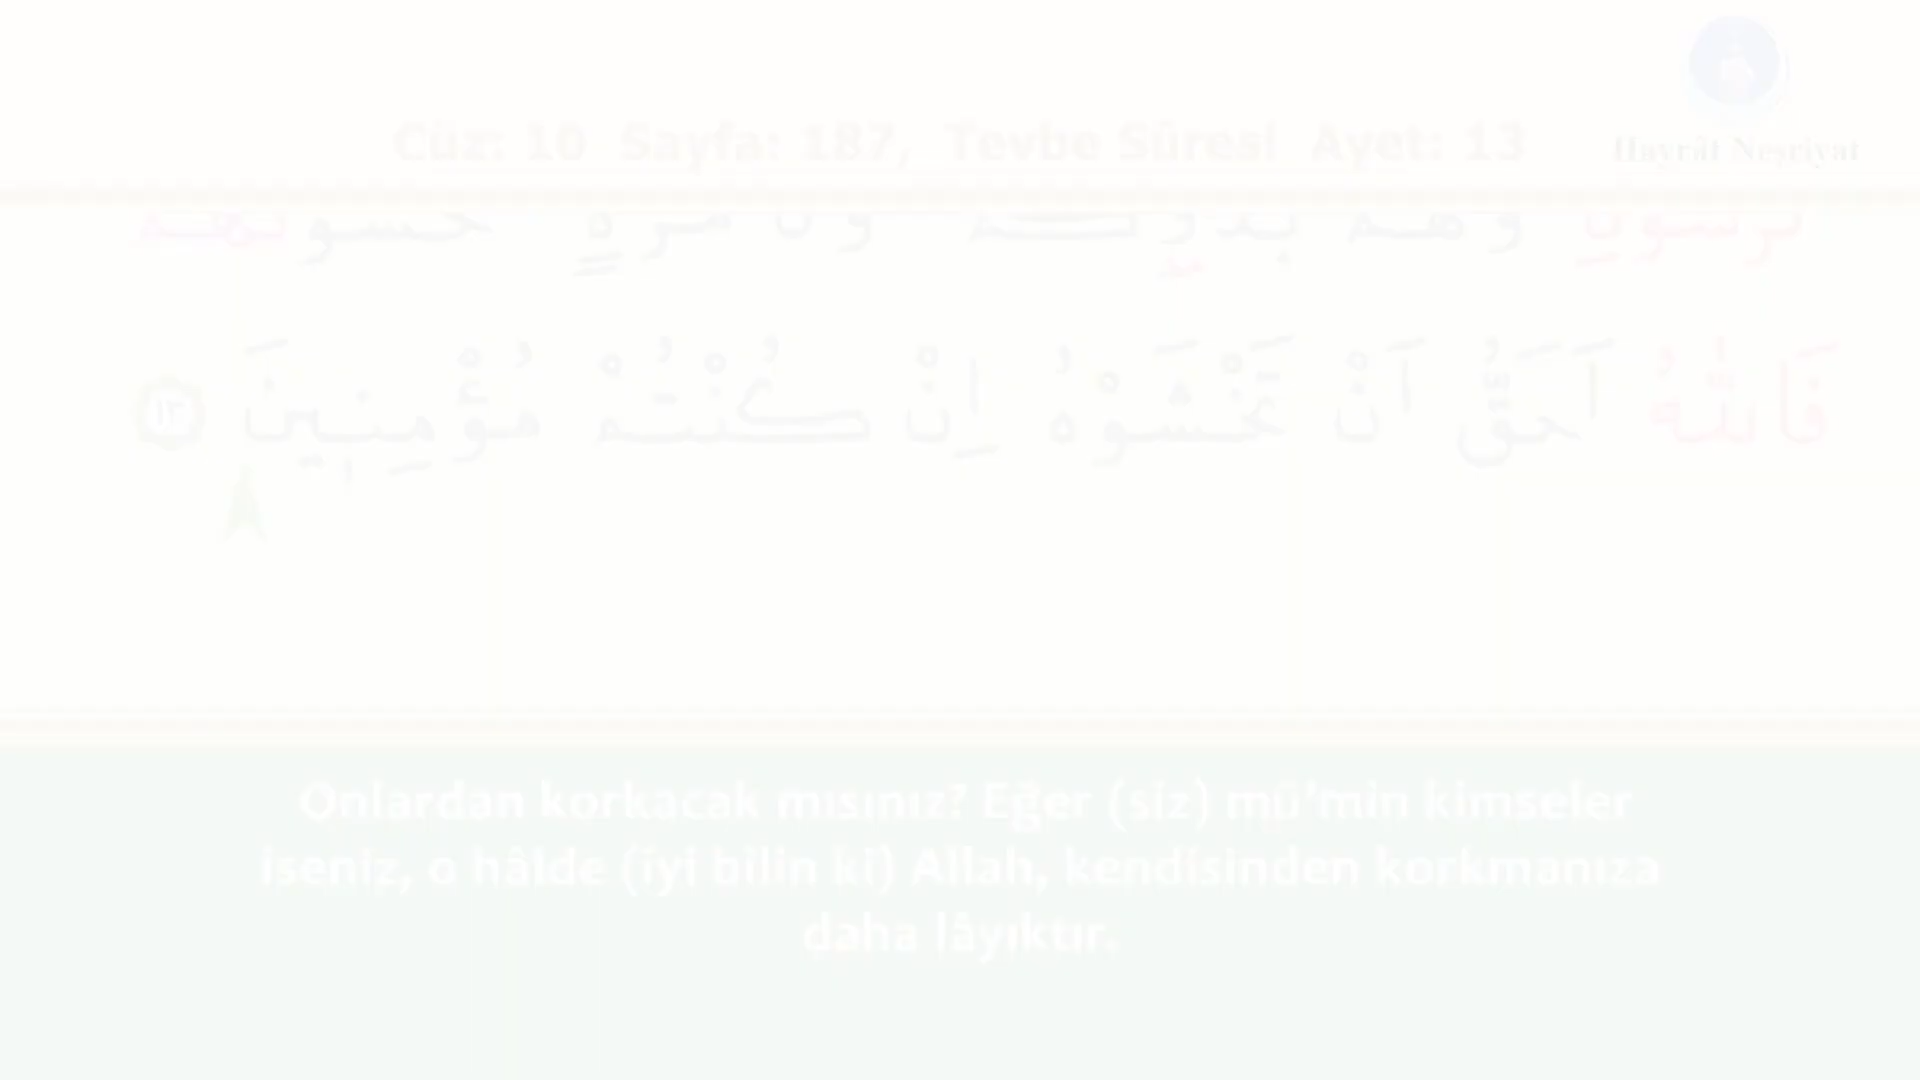 Cüz: 10 Sayfa: 187, Tevbe Sûresi Ayet: 13
Hayrât Neşriyat
فَاللّٰهُ اَحَقُّ اَنْ تَخْشَوْهُ اِنْ كُنْتُمْ مُؤْمِنٖينَ ١٣
Onlardan korkacak mısınız? Eğer (siz) mü'min kimseler
iseniz, o hâlde (iyi bilin ki) Allah, kendisinden korkmanıza
daha lâyıktır.